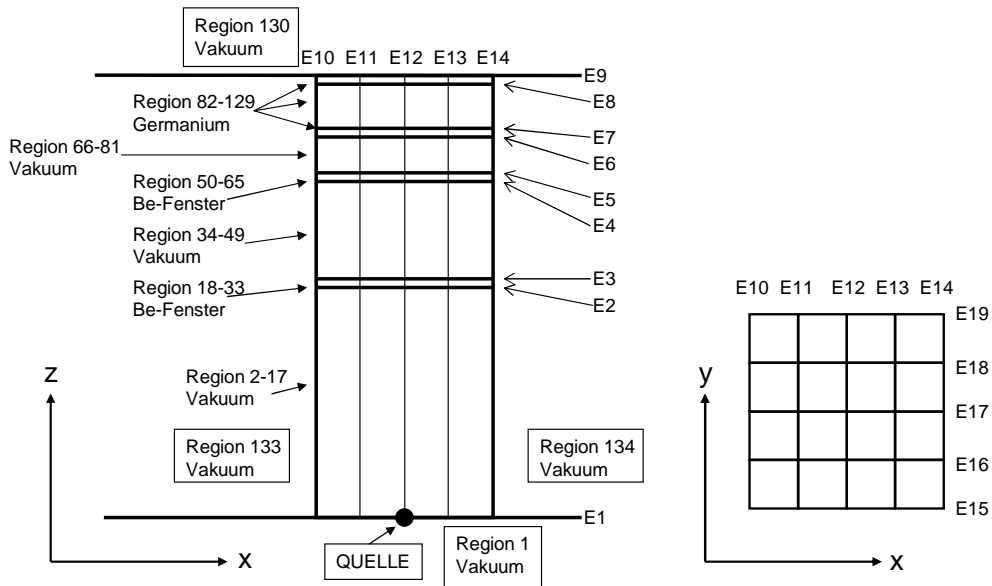 Region 130
Vakuum
E10 E11 E12 E13 E14
E9
E8
Region 82-129
Germanium
E7
Region 66-81
Vakuum
E6
Region 50-65
Be-Fenster
E5
E4
Region 34-49
Vakuum
E3
Region 18-33
Be-Fenster
E2
Region 2-17
Vakuum
z
Region 133
Vakuum
Region 134
Vakuum
E1
QUELLE
Region 1
Vakuum
x
E10 E11 E12 E13 E14
E19
E18
E17
E16
E15
y
x